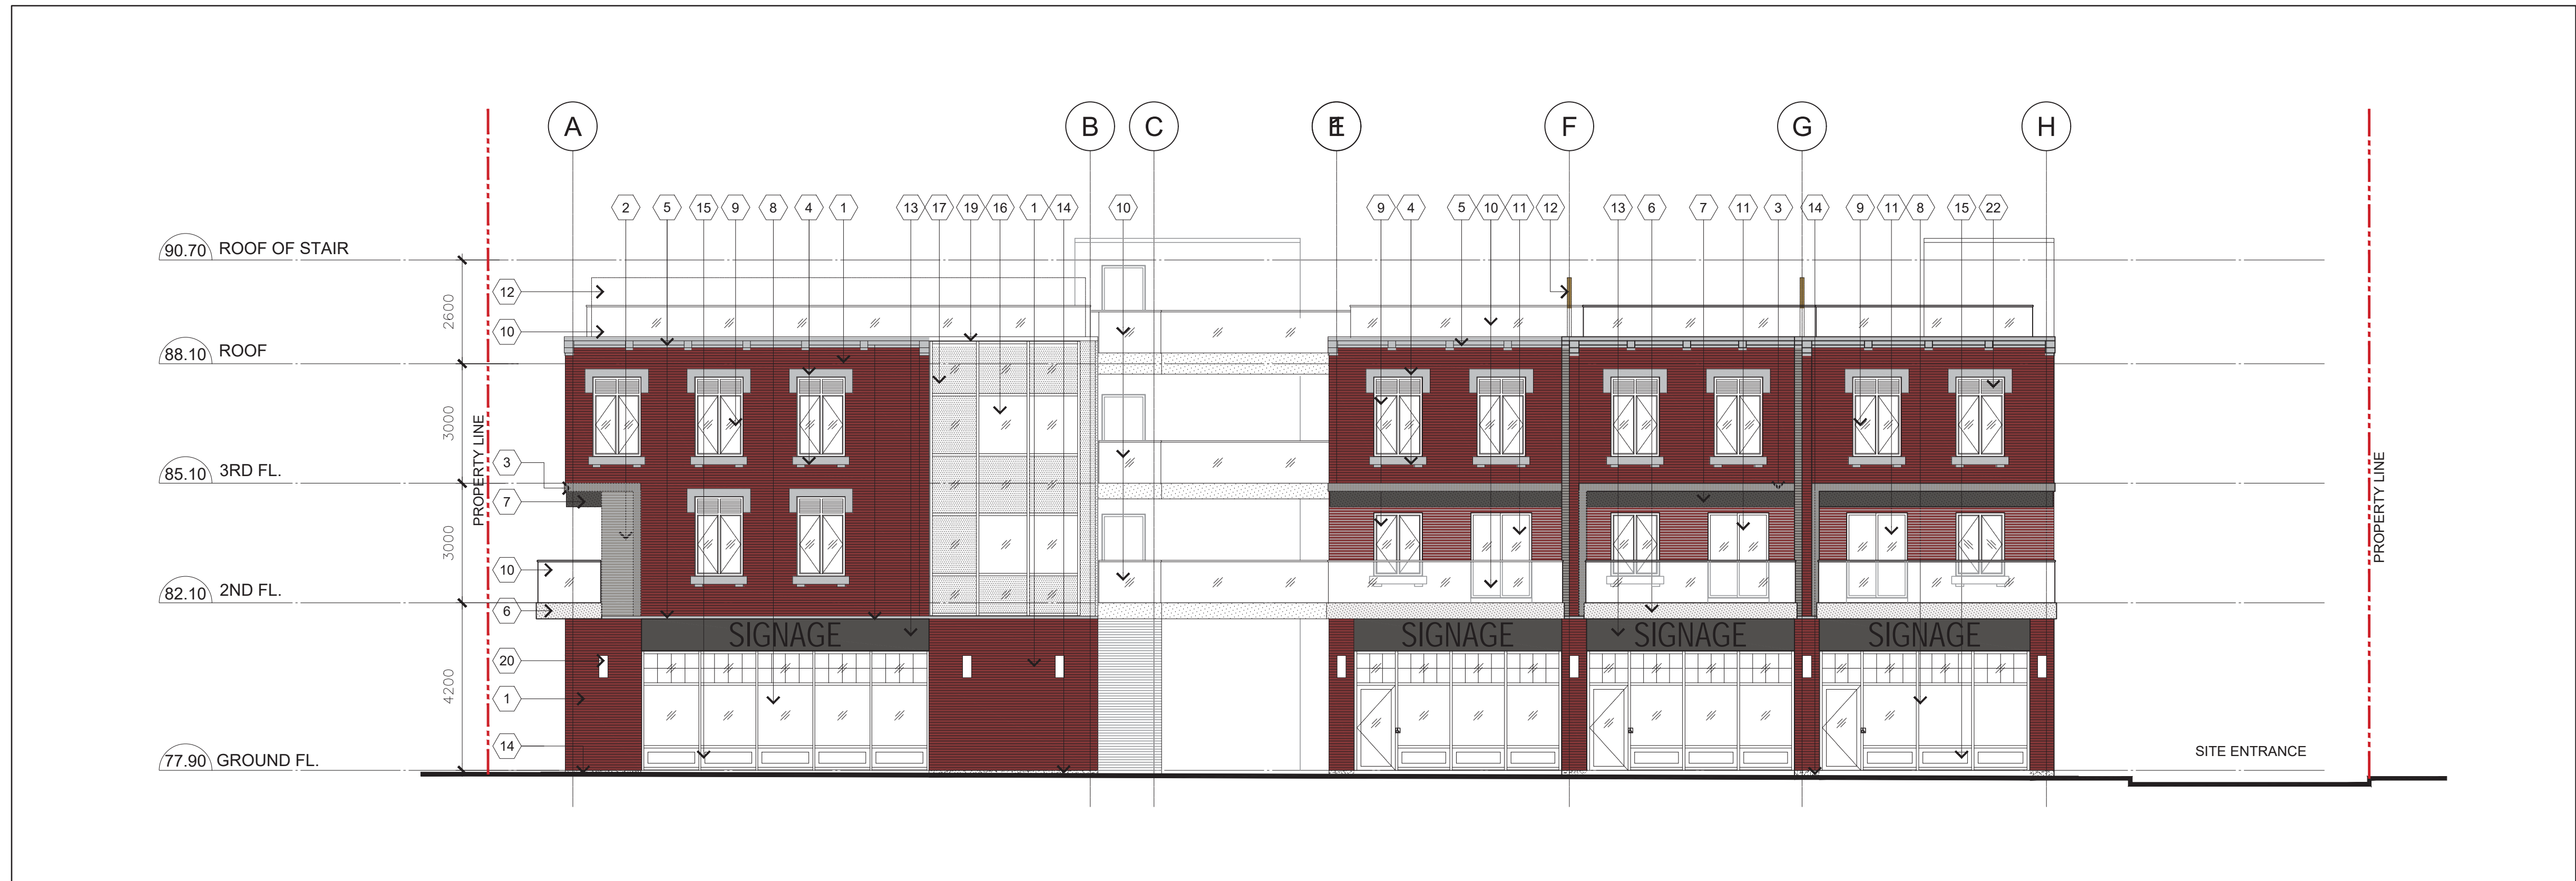 A B C E F G H
2 5 15 9 8 4 1 13 17 19 16 1 14 10 9 4 5 10 11 12 13 6 7 11 3 14 9 11 8 15 22
90.70 ROOF OF STAIR
12
2600
10
88.10 ROOF
3000
PROPERTY LINE
PROPERTY LINE
3
85.10 3RD FL.
7
3000
10
82.10 2ND FL.
6
SIGNAGE SIGNAGE SIGNAGE SIGNAGE
20
4200
1
14
77.90 GROUND FL.
SITE ENTRANCE